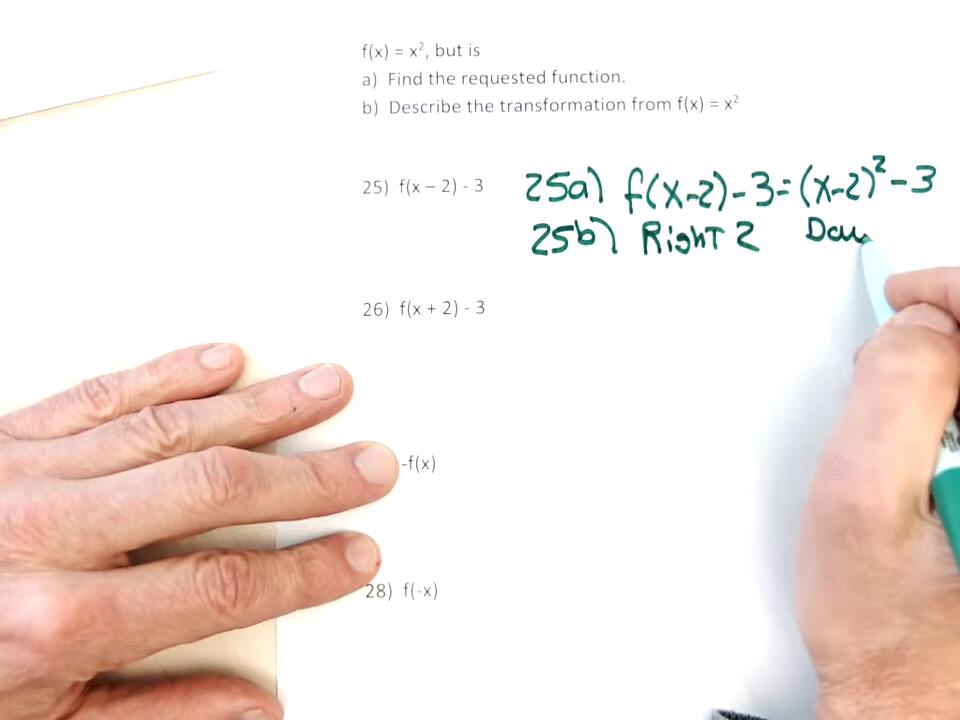 f(x) = x², but is
a) Find the requested function.
b) Describe the transformation from f(x) = x²
25) f(x – 2) - 3
25a) f(x-2)-3=(x-2)²-3
25b) Right 2
26) f(x + 2) - 3
-f(x)
28) f(-x)